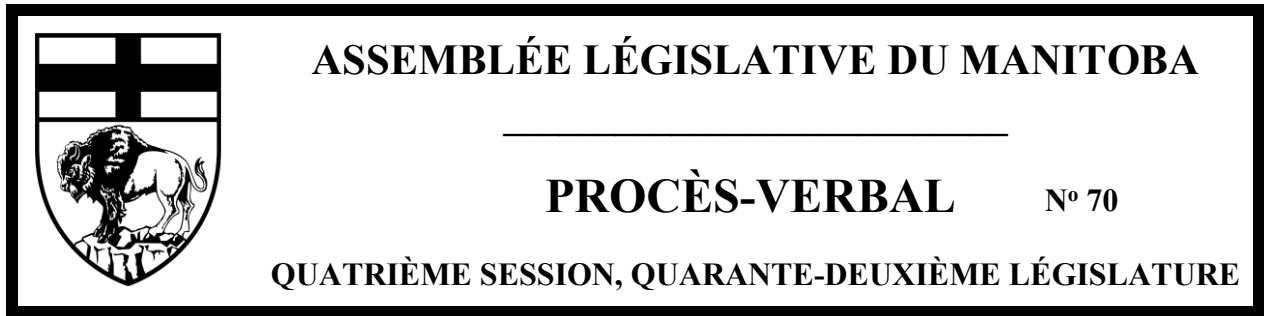 ASSEMBLÉE LÉGISLATIVE DU MANITOBA
PROCÈS-VERBAL Nº 70
QUATRIÈME SESSION, QUARANTE-DEUXIÈME LÉGISLATURE